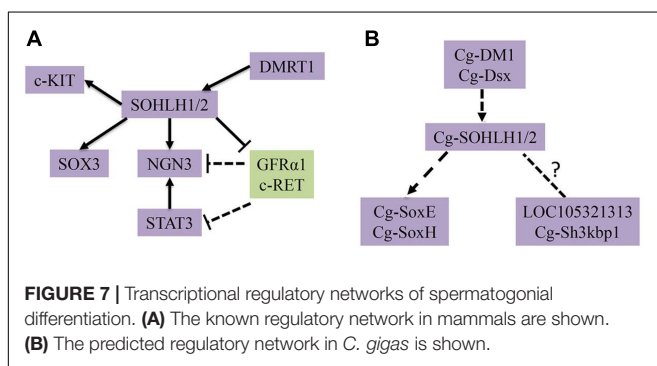 A
DMRT1
c-KIT
SOHLH1/2
SOX3
NGN3
GFRα1
c-RET
STAT3
B
Cg-DM1
Cg-Dsx
Cg-SOHLH1/2
?
Cg-SoxE
Cg-SoxH
LOC105321313
Cg-Sh3kbp1
FIGURE 7 | Transcriptional regulatory networks of spermatogonial
differentiation. (A) The known regulatory network in mammals are shown.
(B) The predicted regulatory network in C. gigas is shown.